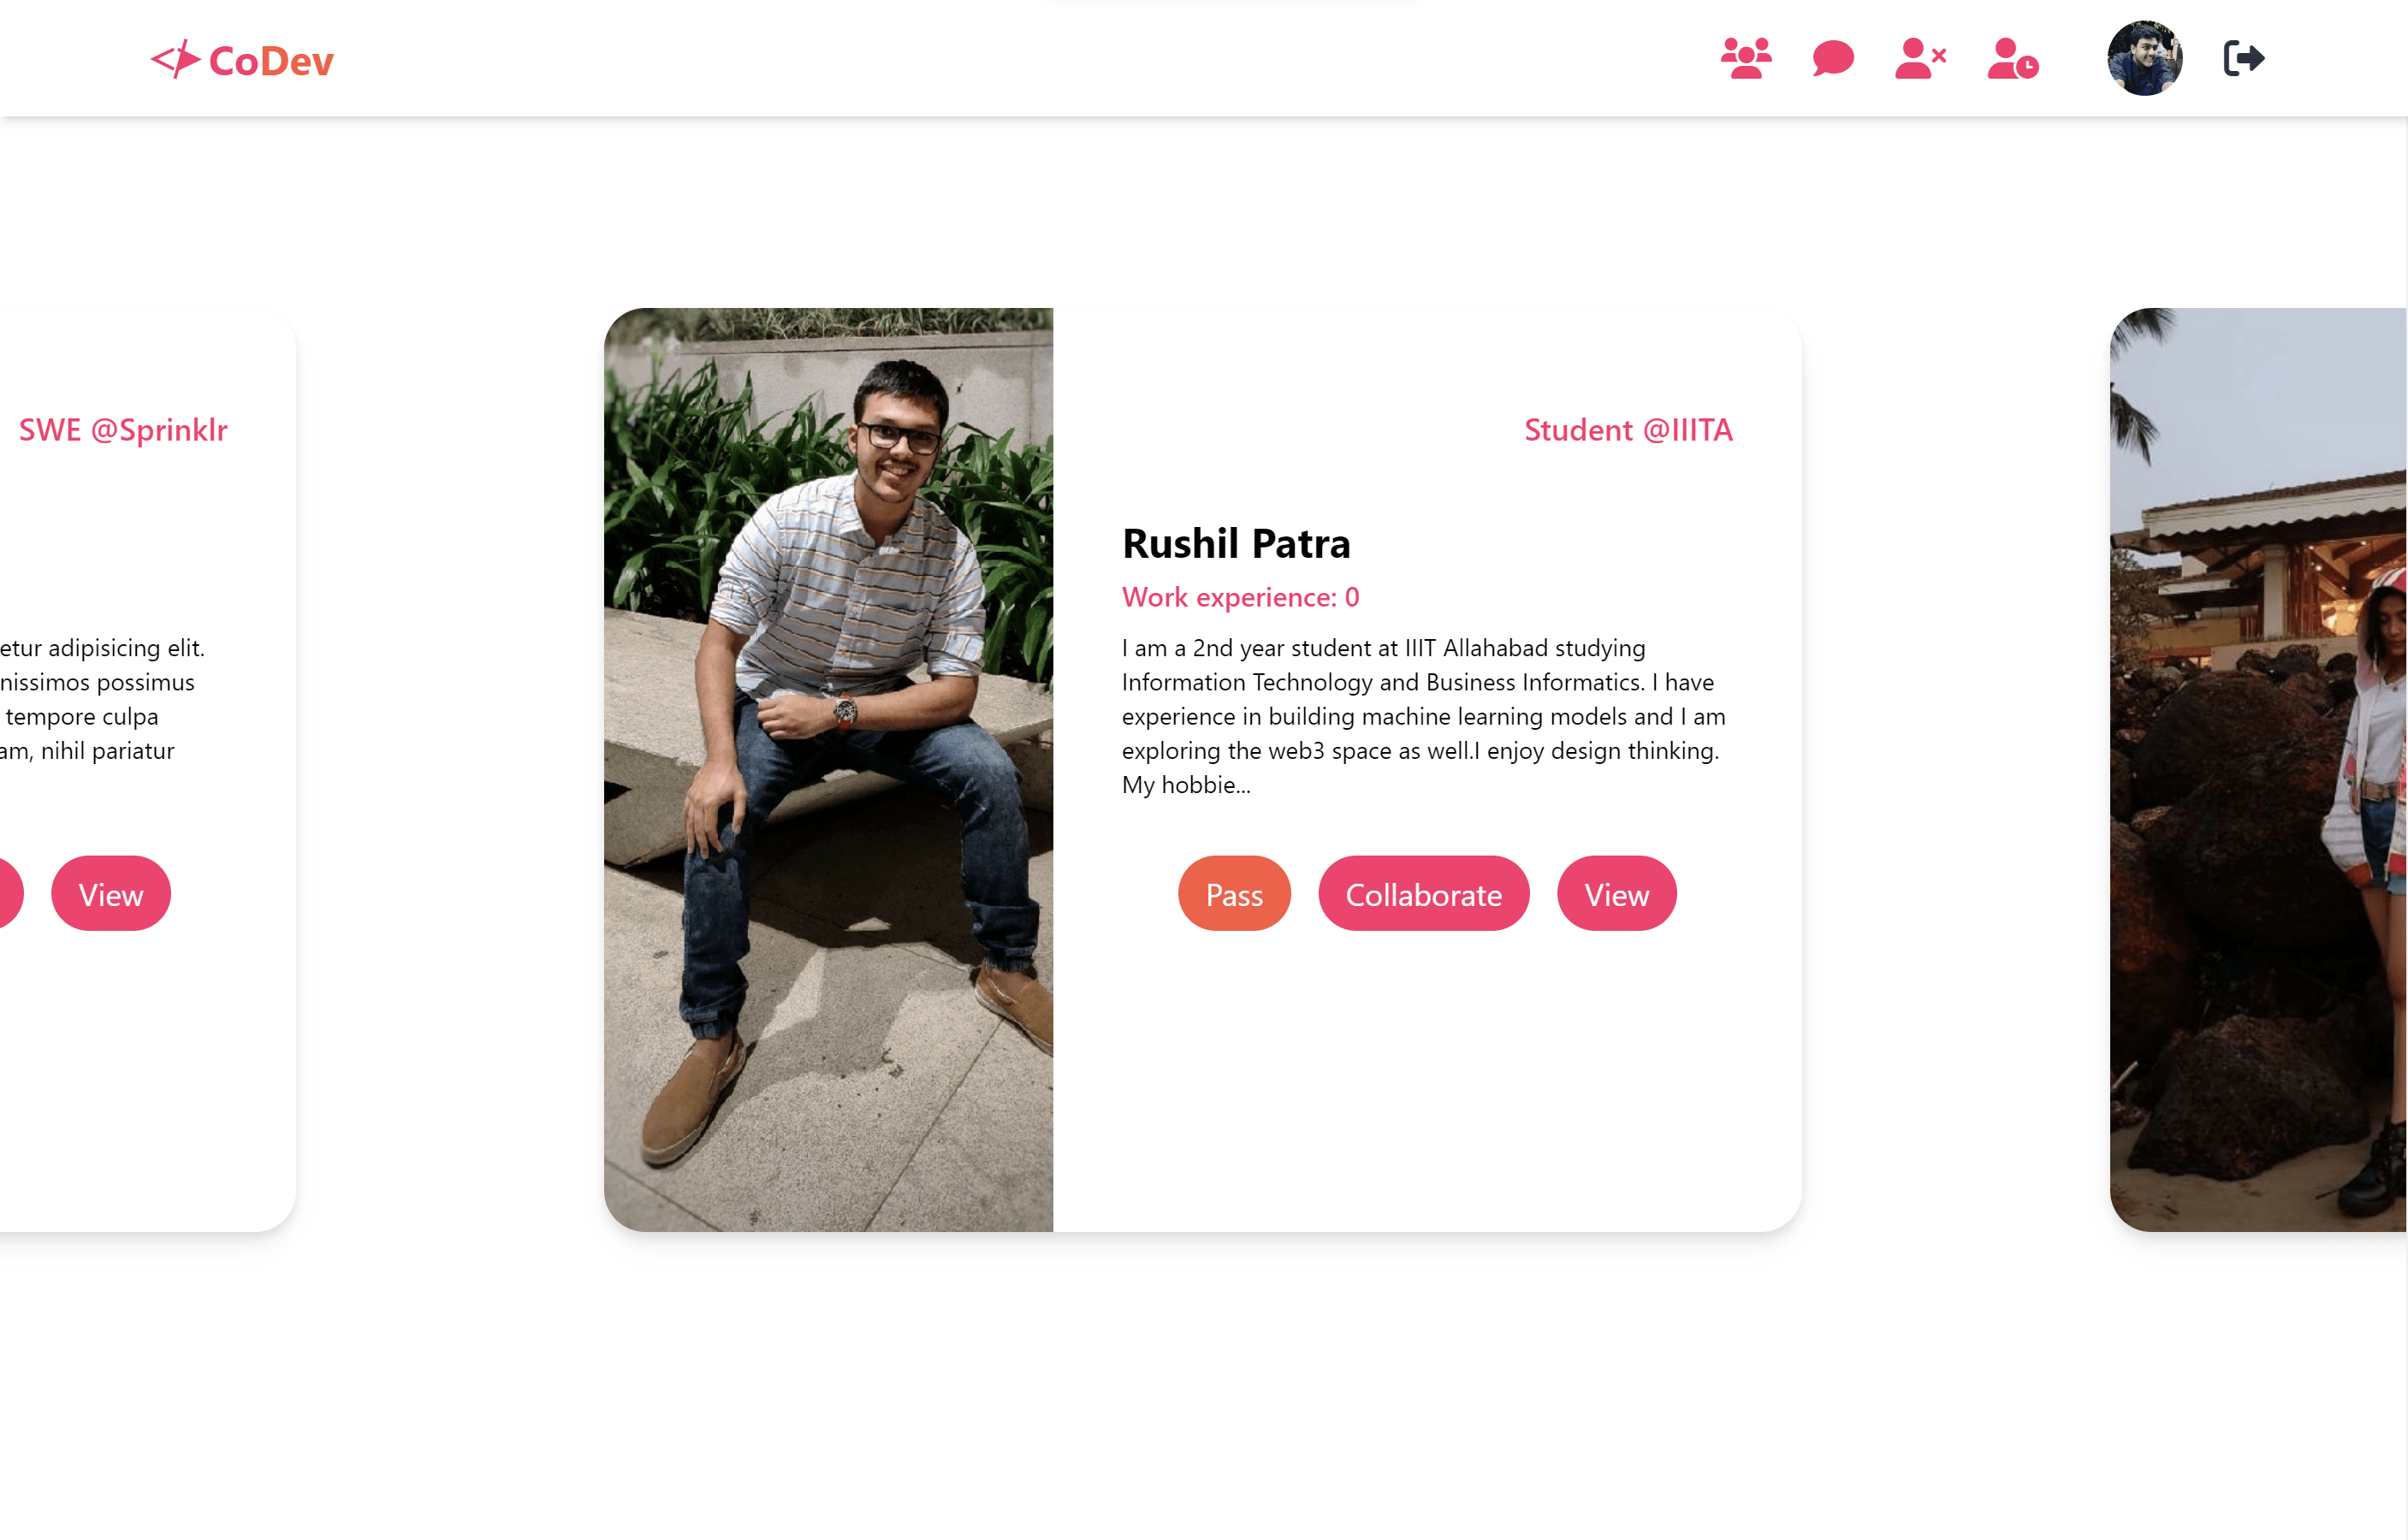 CoDev
SWE @Sprinklr
etur adipisicing elit.
nissimos possimus
tempore culpa
am, nihil pariatur
View
Student @IIITA
Rushil Patra
Work experience: 0
I am a 2nd year student at IIIT Allahabad studying
Information Technology and Business Informatics. I have
experience in building machine learning models and I am
exploring the web3 space as well.I enjoy design thinking.
My hobbie...
Pass
Collaborate
View